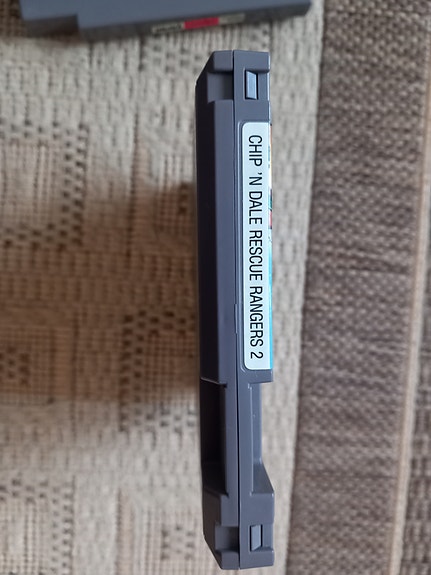 CHIP 'N DALE RESCUE RANGERS 2